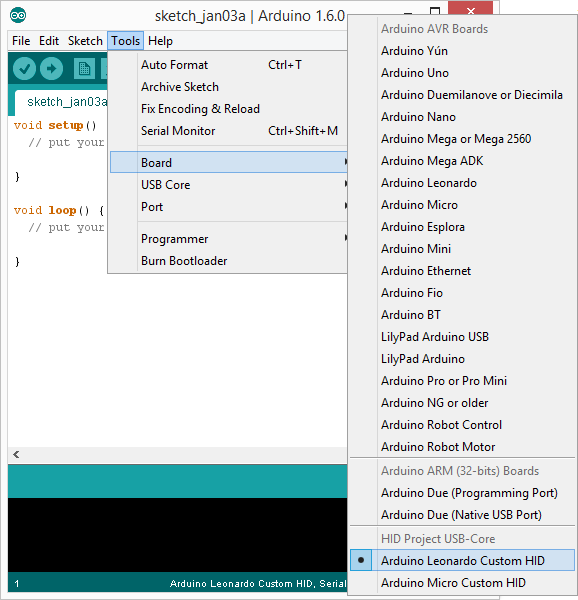 sketch_jan03a | Arduino 1.6.0
File Edit Sketch Tools Help
sketch_jan03a
void setup()
// put your
}
void loop() {
// put your
}
Auto Format Ctrl+T
Archive Sketch
Fix Encoding & Reload
Serial Monitor Ctrl+Shift+M
Board
USB Core
Port
Programmer
Burn Bootloader
Arduino AVR Boards
Arduino Yún
Arduino Uno
Arduino Duemilanove or Diecimila
Arduino Nano
Arduino Mega or Mega 2560
Arduino Mega ADK
Arduino Leonardo
Arduino Micro
Arduino Esplora
Arduino Mini
Arduino Ethernet
Arduino Fio
Arduino BT
LilyPad Arduino USB
LilyPad Arduino
Arduino Pro or Pro Mini
Arduino NG or older
Arduino Robot Control
Arduino Robot Motor
Arduino ARM (32-bits) Boards
Arduino Due (Programming Port)
Arduino Due (Native USB Port)
HID Project USB-Core
Arduino Leonardo Custom HID
Arduino Micro Custom HID
1 Arduino Leonardo Custom HID, Serial